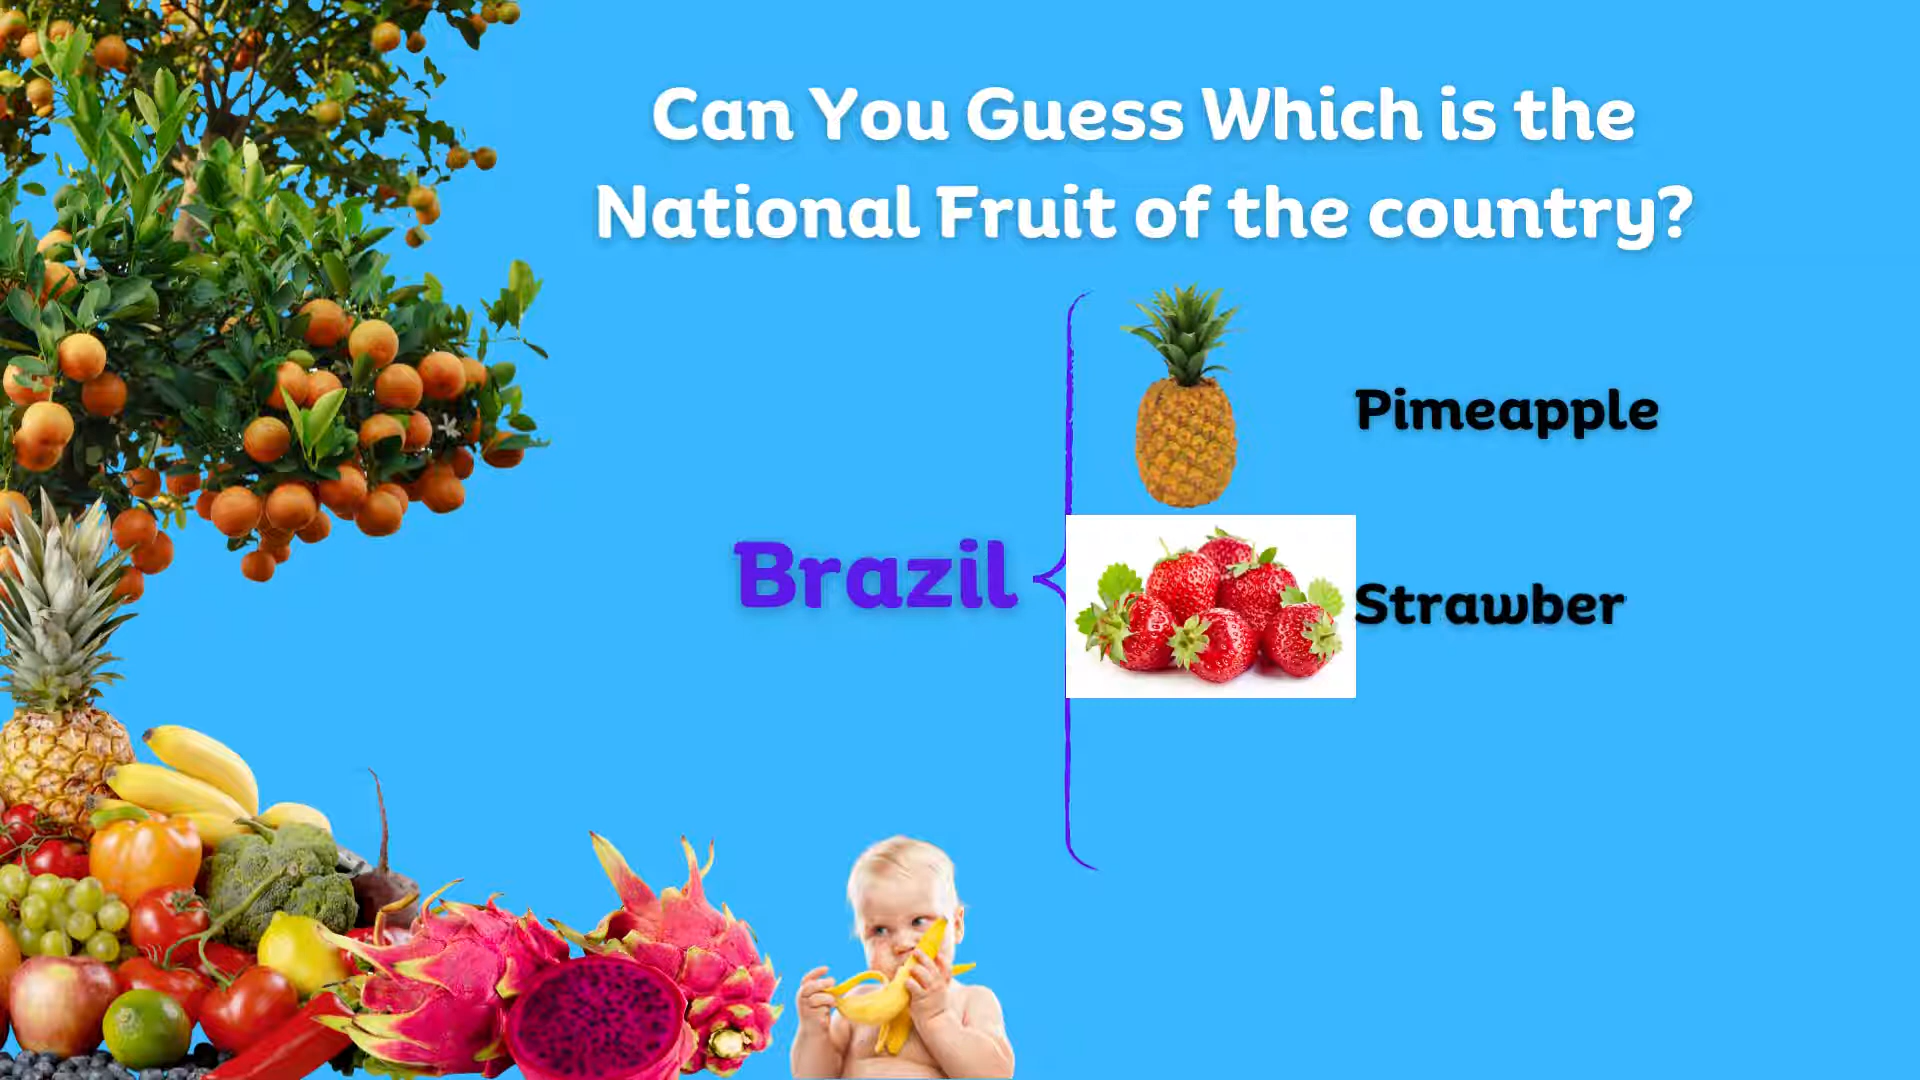 Can You Guess Which is the
National Fruit of the country?
Pimeapple
Brazil
Strawber